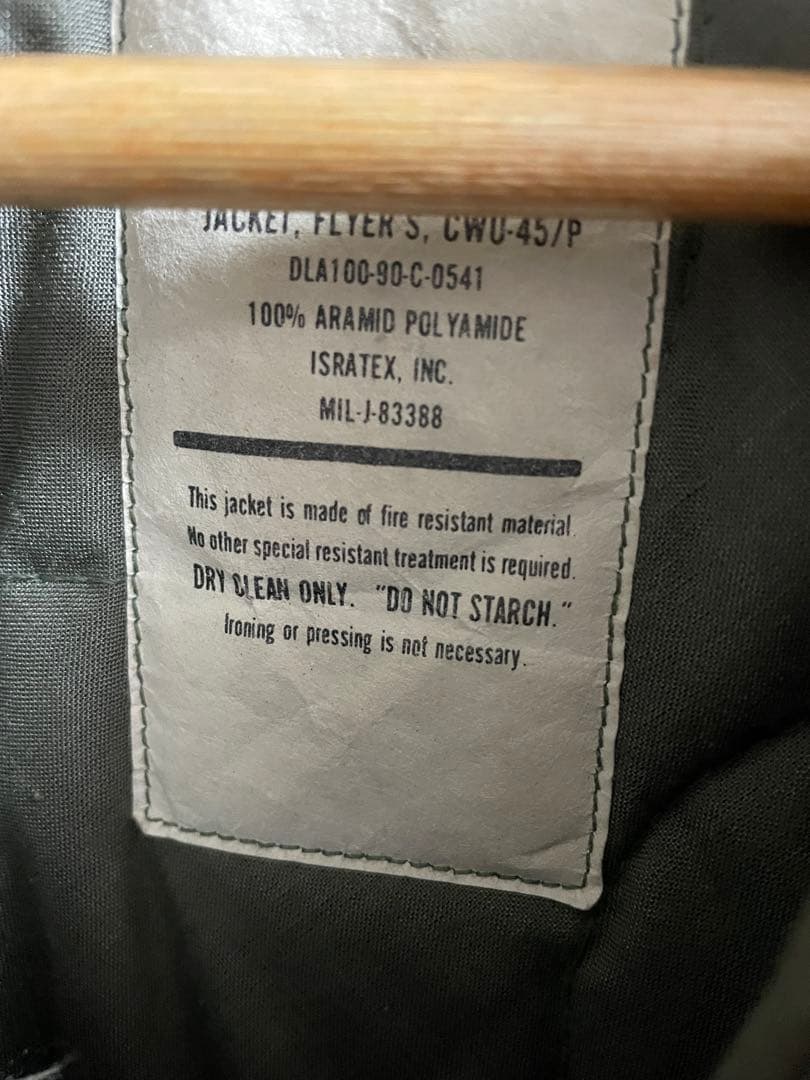 JACKET, FLYER'S, CWU-45/P
DLA100-90-C-0541
100% ARAMID POLYAMIDE
ISRATEX, INC.
MIL-J-83388
This jacket is made of fire resistant material.
No other special resistant treatment is required.
DRY CLEAN ONLY. "DO NOT STARCH."
Ironing or pressing is not necessary.